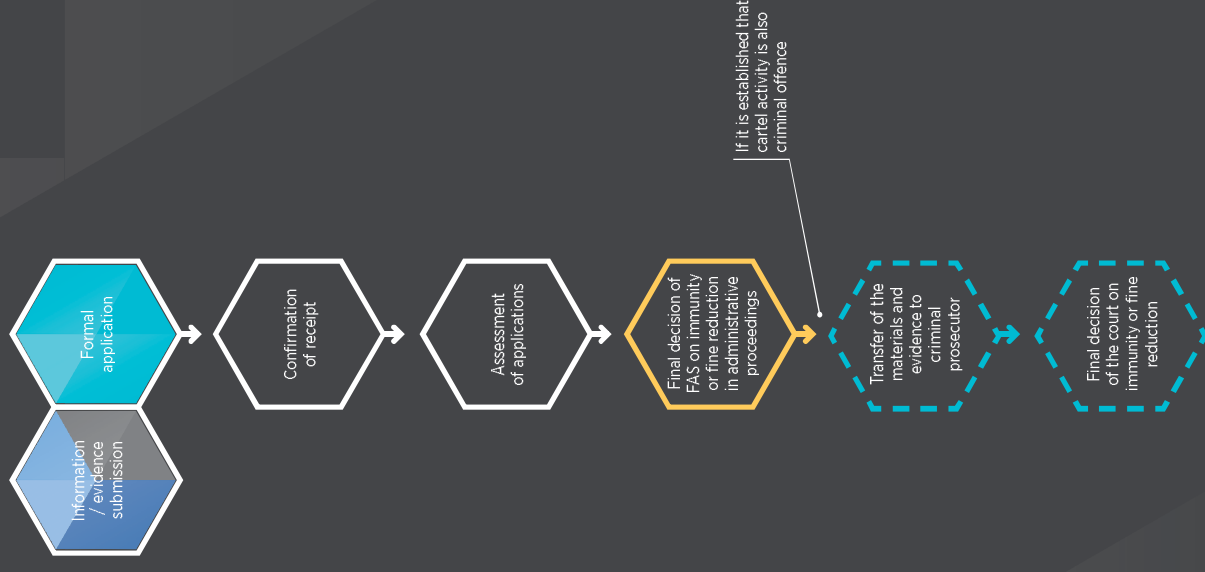 Information
/ evidence
submission
Formal
application
Confirmation
of receipt
Assessment
of applications
Final decision of
FAS on immunity
or fine reduction
in administrative
proceedings
If it is established that
cartel activity is also
criminal offence
Transfer of the
materials and
evidence to
criminal
prosecutor
Final decision
of the court on
immunity or fine
reduction